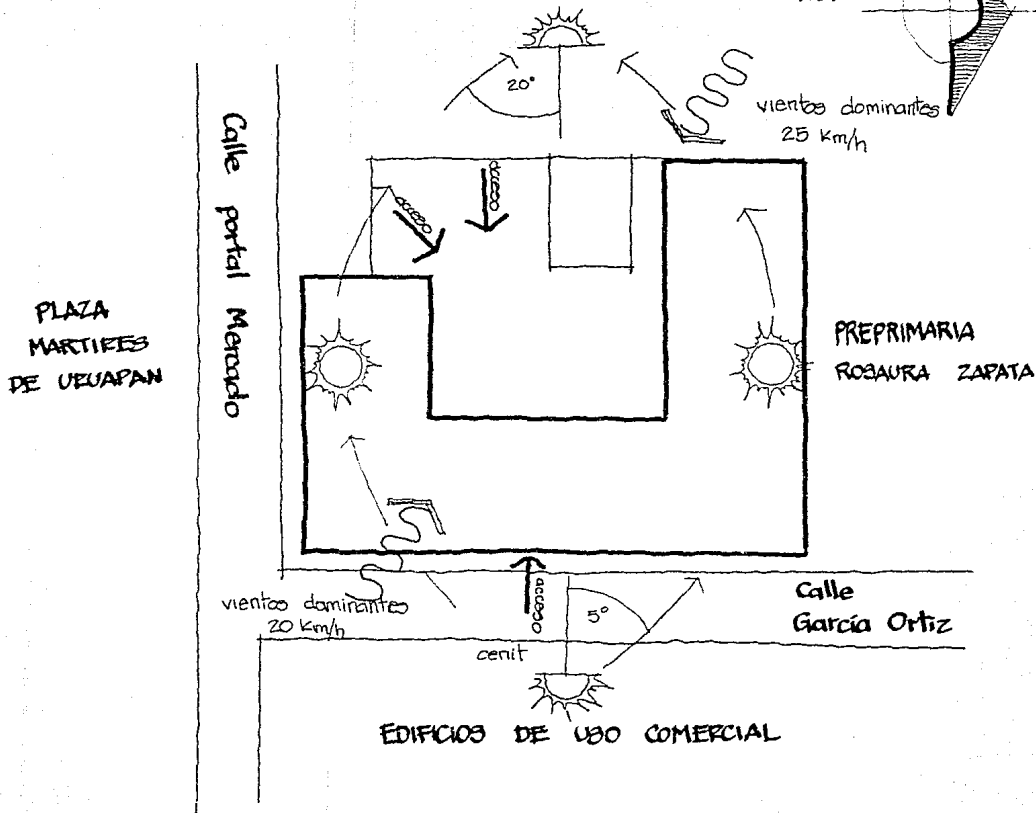 20°
vientos dominantes
25 km/h
Calle portal Mercado
acceso
acceso
PLAZA
MARTIRES
DE URUAPAN
PREPRIMARIA
ROSAURA ZAPATA
vientos dominantes
20 km/h
acceso
5°
Calle
García Ortiz
cenit
EDIFICIOS DE USO COMERCIAL